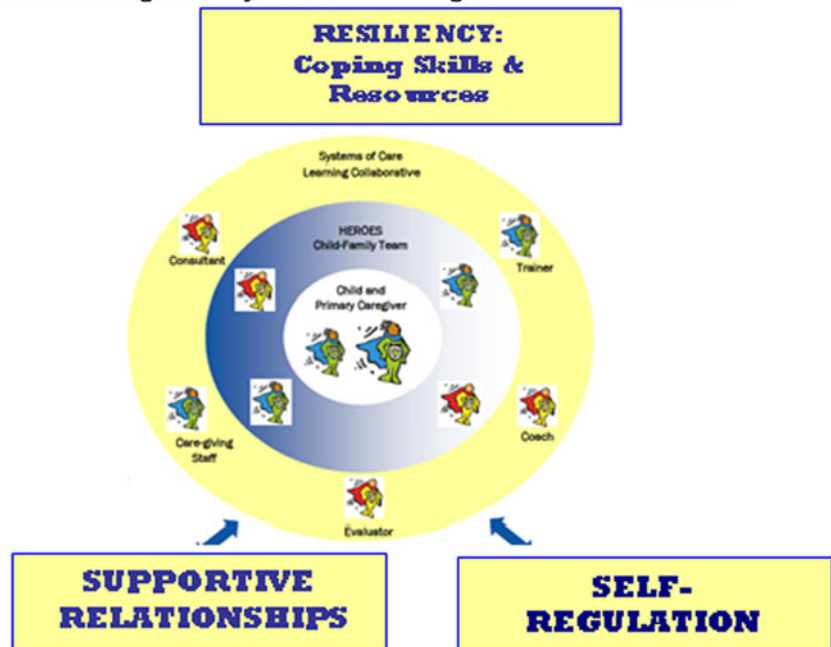 RESILIENCY:
Coping Skills &
Resources
Systems of Care
Learning Collaborative
HEROES
Child-Family Team
Consultant
Trainer
Child and
Primary Caregiver
Care-giving
Staff
Coach
Evaluator
SUPPORTIVE
RELATIONSHIPS
SELF-
REGULATION